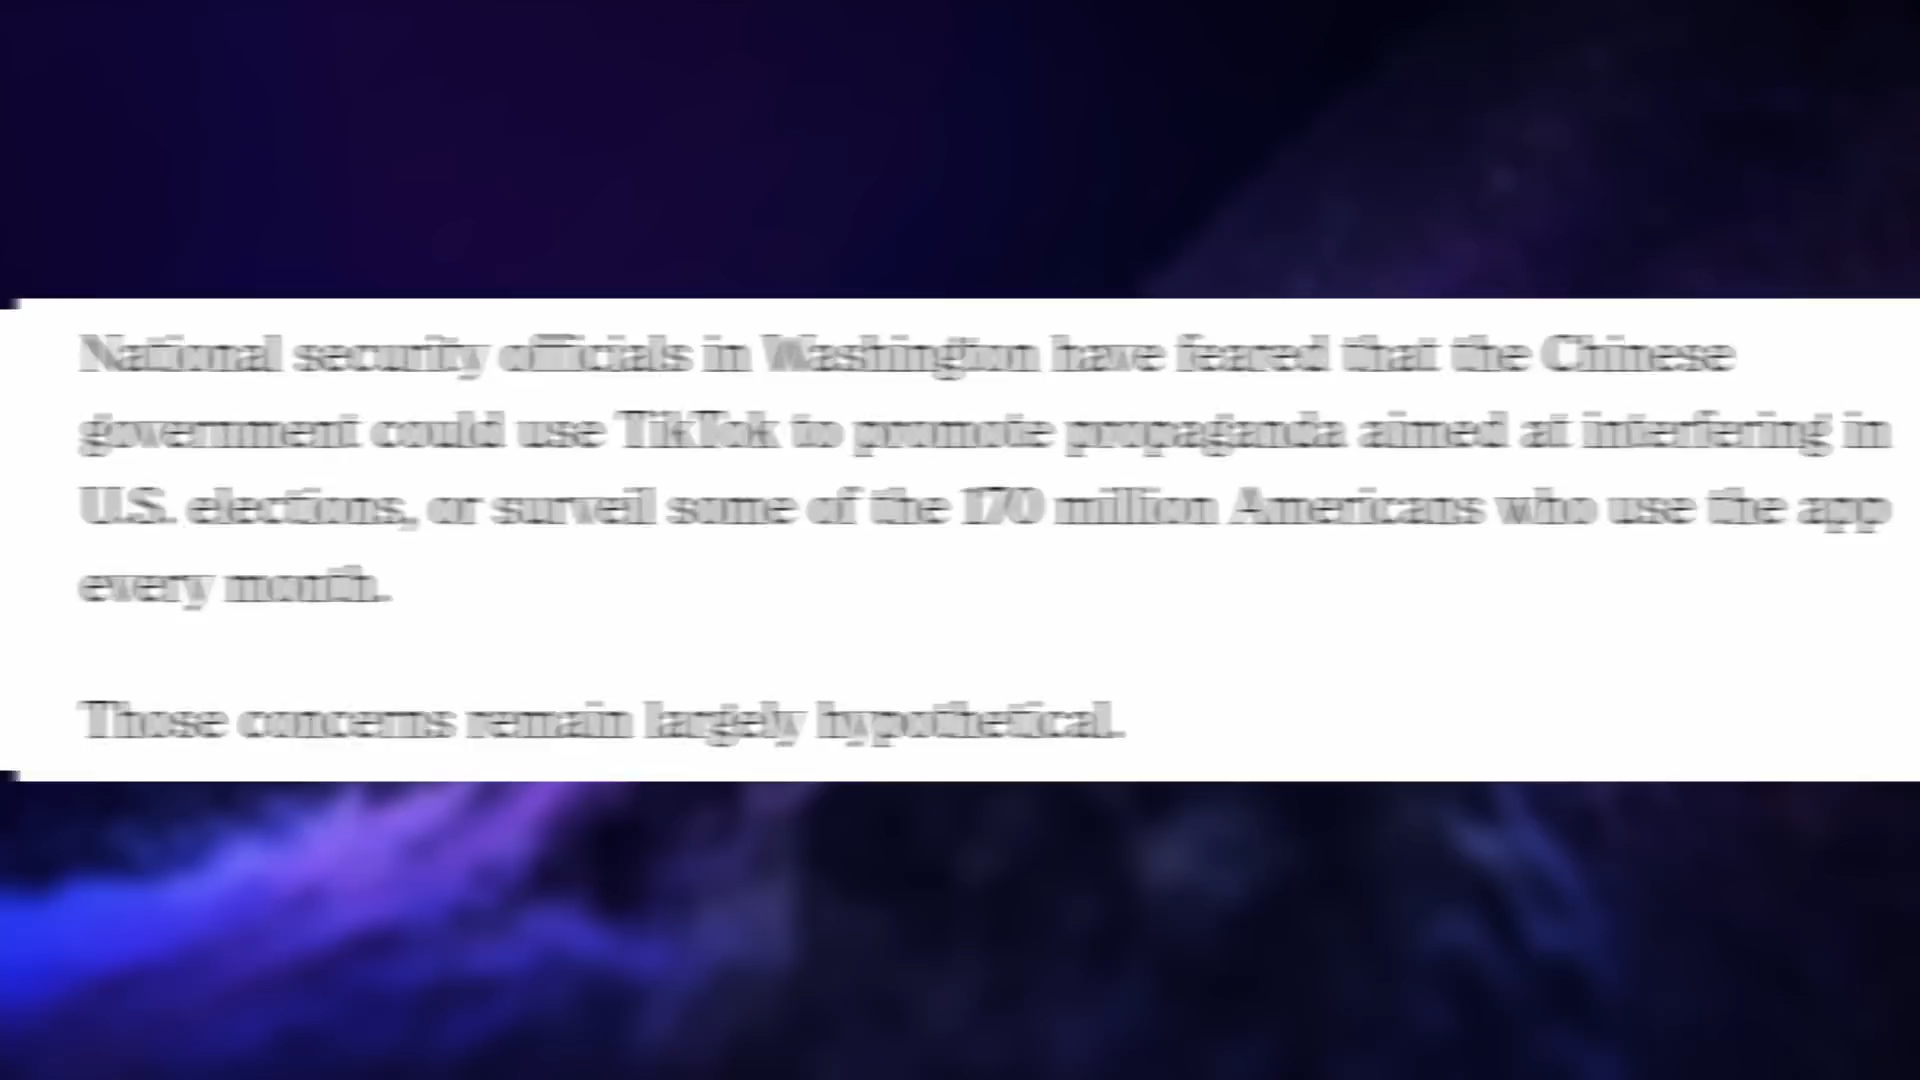 National security officials in Washington have feared that the Chinese
government could use TikTok to promote propaganda aimed at interfering in
U.S. elections, or surveil some of the 170 million Americans who use the app
every month.
Those concerns remain largely hypothetical.